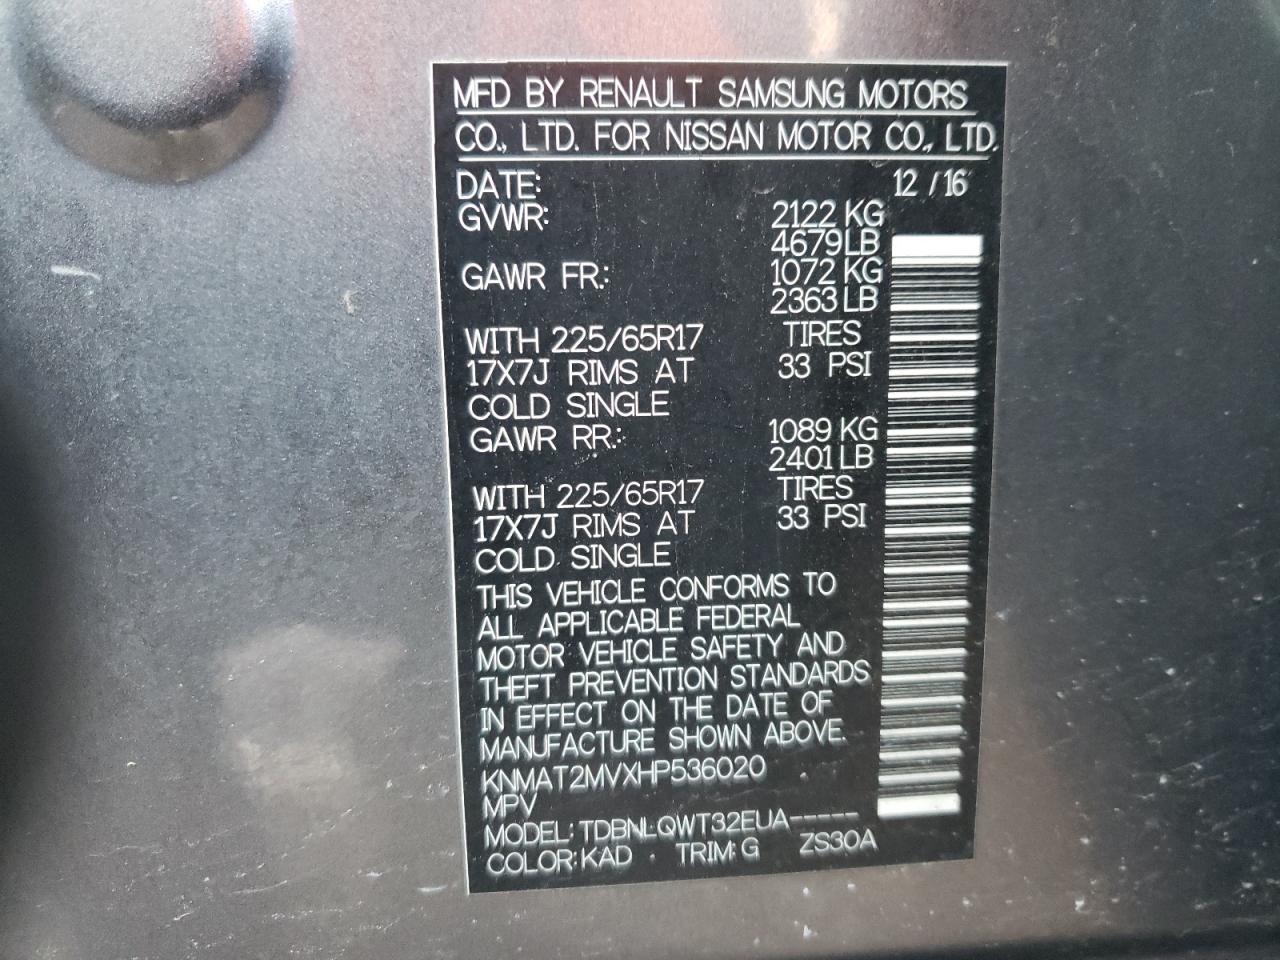 MFD BY RENAULT SAMSUNG MOTORS
CO., LTD. FOR NISSAN MOTOR CO., LTD.
DATE: 12 /16
GVWR: 2122 KG
4679 LB
GAWR FR.: 1072 KG
2363 LB
WITH 225/65R17 TIRES
17X7J RIMS AT 33 PSI
COLD SINGLE
GAWR RR.: 1089 KG
2401 LB
WITH 225/65R17 TIRES
17X7J RIMS AT 33 PSI
COLD SINGLE
THIS VEHICLE CONFORMS TO
ALL APPLICABLE FEDERAL
MOTOR VEHICLE SAFETY AND
THEFT PREVENTION STANDARDS
IN EFFECT ON THE DATE OF
MANUFACTURE SHOWN ABOVE.
KNMAT2MVXHP536020
MPV
MODEL: TDBNLQWT32EUA-----
COLOR: KAD TRIM: G ZS30A